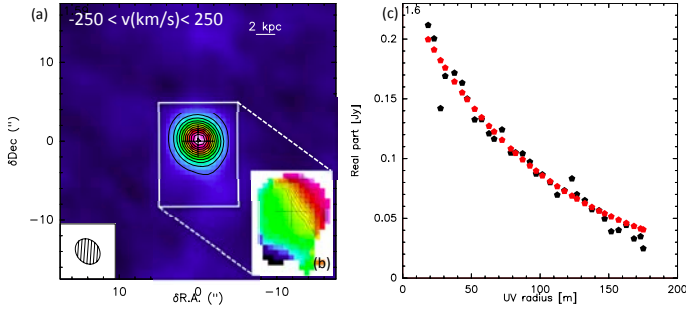 (a)
-250 < v(km/s)< 250
2 kpc
10
0
−10
δDec ('')
(b)
10
0
−10
δR.A. ('')
(c)
1.6
0.2
0.15
0.1
0.05
0
Real part [Jy]
0
50
100
150
200
UV radius [m]